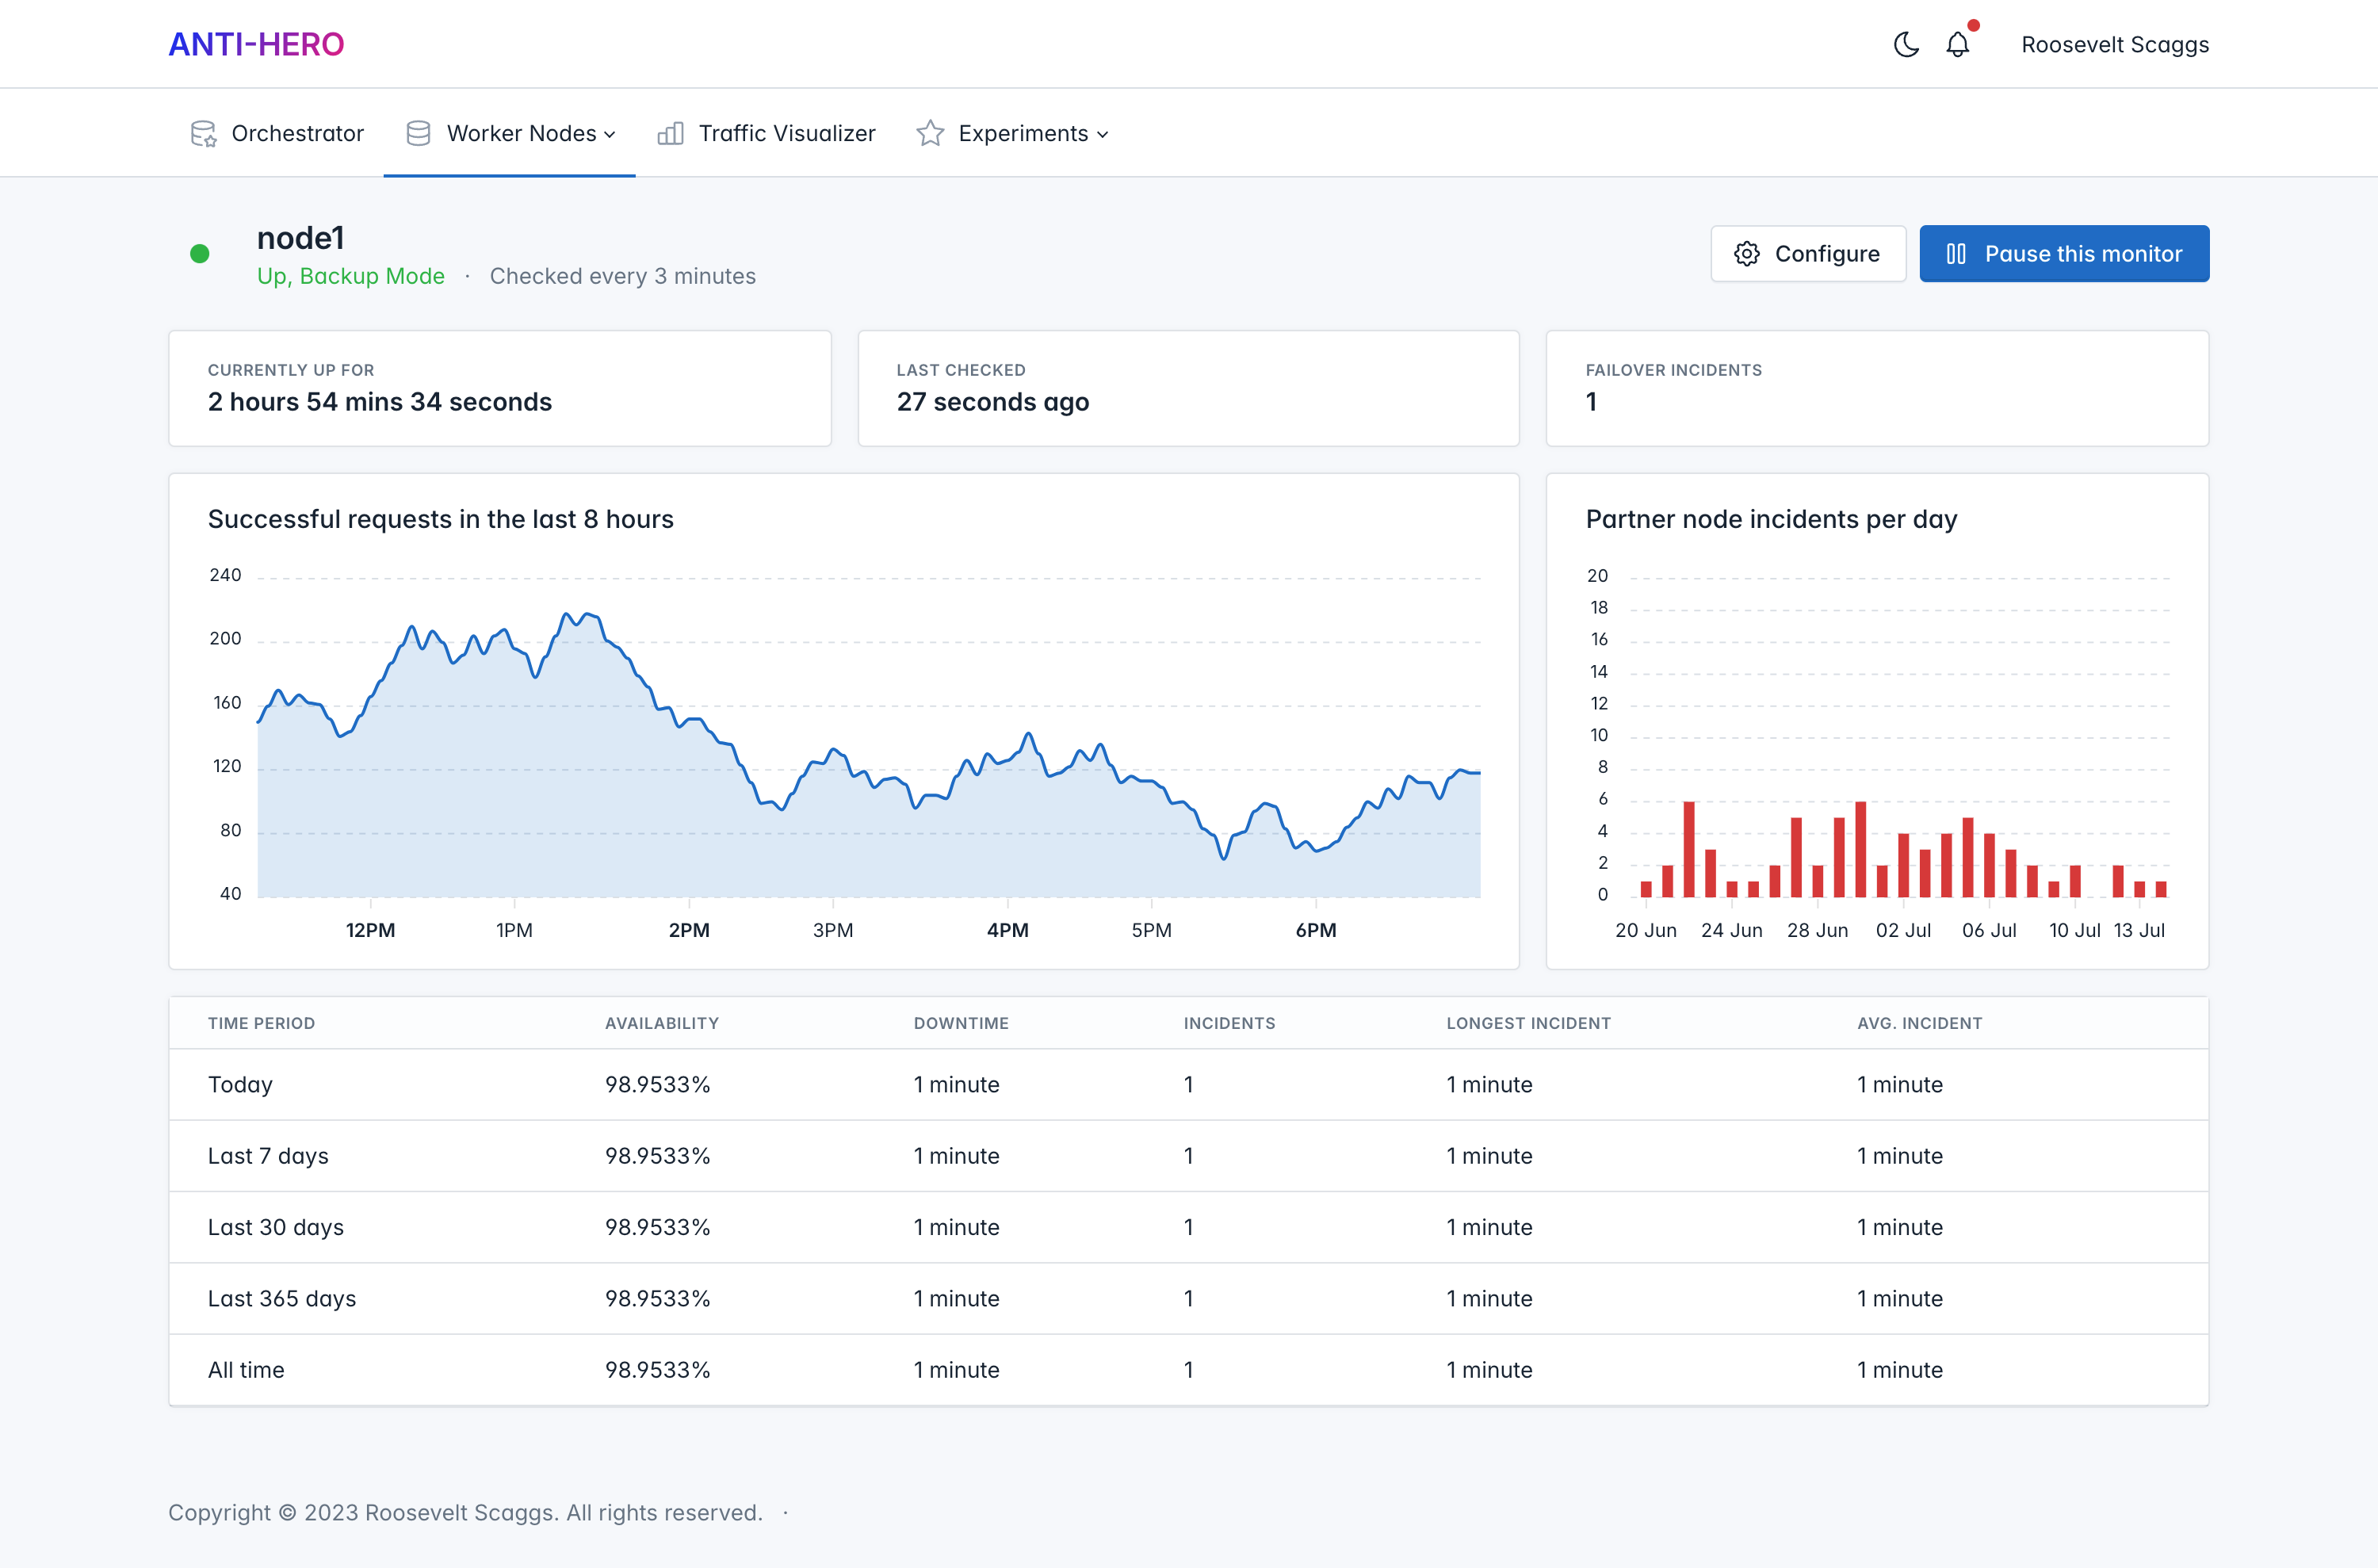 ANTI-HERO
Roosevelt Scaggs
Orchestrator
Worker Nodes
Traffic Visualizer
Experiments
node1
Up, Backup Mode · Checked every 3 minutes
Configure
Pause this monitor
CURRENTLY UP FOR
2 hours 54 mins 34 seconds
LAST CHECKED
27 seconds ago
FAILOVER INCIDENTS
1
Successful requests in the last 8 hours
240
200
160
120
80
40
12PM 1PM 2PM 3PM 4PM 5PM 6PM
Partner node incidents per day
20
18
16
14
12
10
8
6
4
2
0
20 Jun 24 Jun 28 Jun 02 Jul 06 Jul 10 Jul 13 Jul
TIME PERIOD AVAILABILITY DOWNTIME INCIDENTS LONGEST INCIDENT AVG. INCIDENT
Today 98.9533% 1 minute 1 1 minute 1 minute
Last 7 days 98.9533% 1 minute 1 1 minute 1 minute
Last 30 days 98.9533% 1 minute 1 1 minute 1 minute
Last 365 days 98.9533% 1 minute 1 1 minute 1 minute
All time 98.9533% 1 minute 1 1 minute 1 minute
Copyright © 2023 Roosevelt Scaggs. All rights reserved. ·